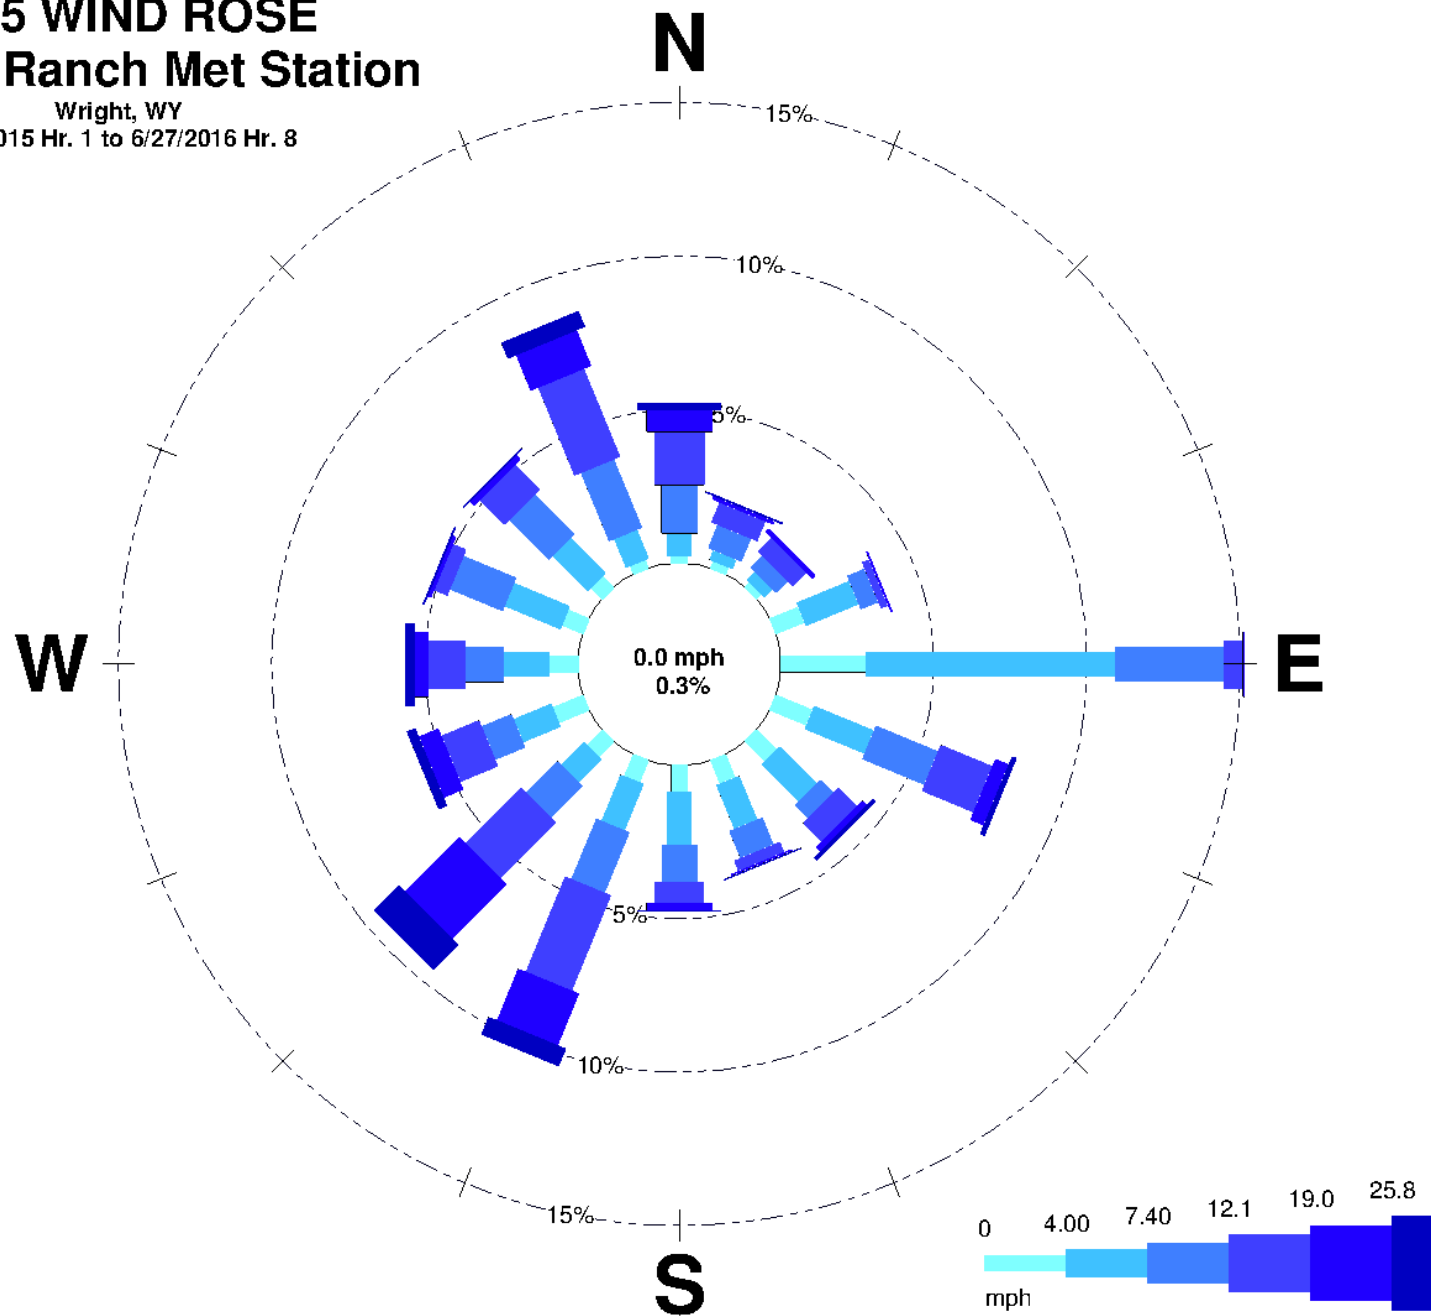 5 WIND ROSE
Ranch Met Station
Wright, WY
015 Hr. 1 to 6/27/2016 Hr. 8
N
15%
10%
5%
W
0.0 mph
0.3%
E
5%
10%
15%
S
0 4.00 7.40 12.1 19.0 25.8
mph